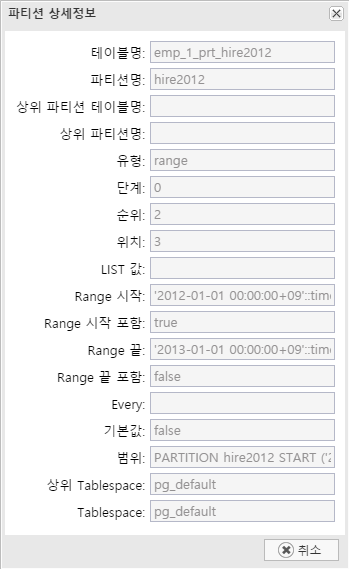 파티션 상세정보
테이블명: emp_1_prt_hire2012
파티션명: hire2012
상위 파티션 테이블명:
상위 파티션명:
유형: range
단계: 0
순위: 2
위치: 3
LIST 값:
Range 시작: '2012-01-01 00:00:00+09'::time
Range 시작 포함: true
Range 끝: '2013-01-01 00:00:00+09'::time
Range 끝 포함: false
Every:
기본값: false
범위: PARTITION hire2012 START ('2
상위 Tablespace: pg_default
Tablespace: pg_default
취소